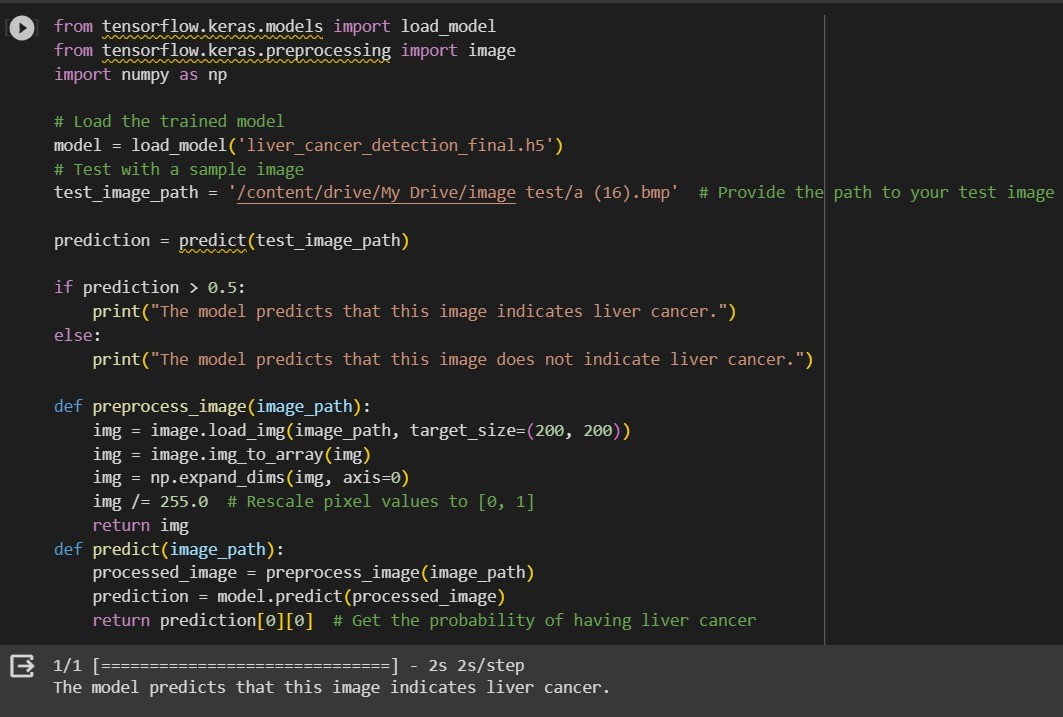 from tensorflow.keras.models import load_model
from tensorflow.keras.preprocessing import image
import numpy as np

# Load the trained model
model = load_model('liver_cancer_detection_final.h5')
# Test with a sample image
test_image_path = '/content/drive/My Drive/image test/a (16).bmp'  # Provide the path to your test image

prediction = predict(test_image_path)

if prediction > 0.5:
    print("The model predicts that this image indicates liver cancer.")
else:
    print("The model predicts that this image does not indicate liver cancer.")

def preprocess_image(image_path):
    img = image.load_img(image_path, target_size=(200, 200))
    img = image.img_to_array(img)
    img = np.expand_dims(img, axis=0)
    img /= 255.0  # Rescale pixel values to [0, 1]
    return img
def predict(image_path):
    processed_image = preprocess_image(image_path)
    prediction = model.predict(processed_image)
    return prediction[0][0]  # Get the probability of having liver cancer

1/1 [==============================] - 2s 2s/step
The model predicts that this image indicates liver cancer.